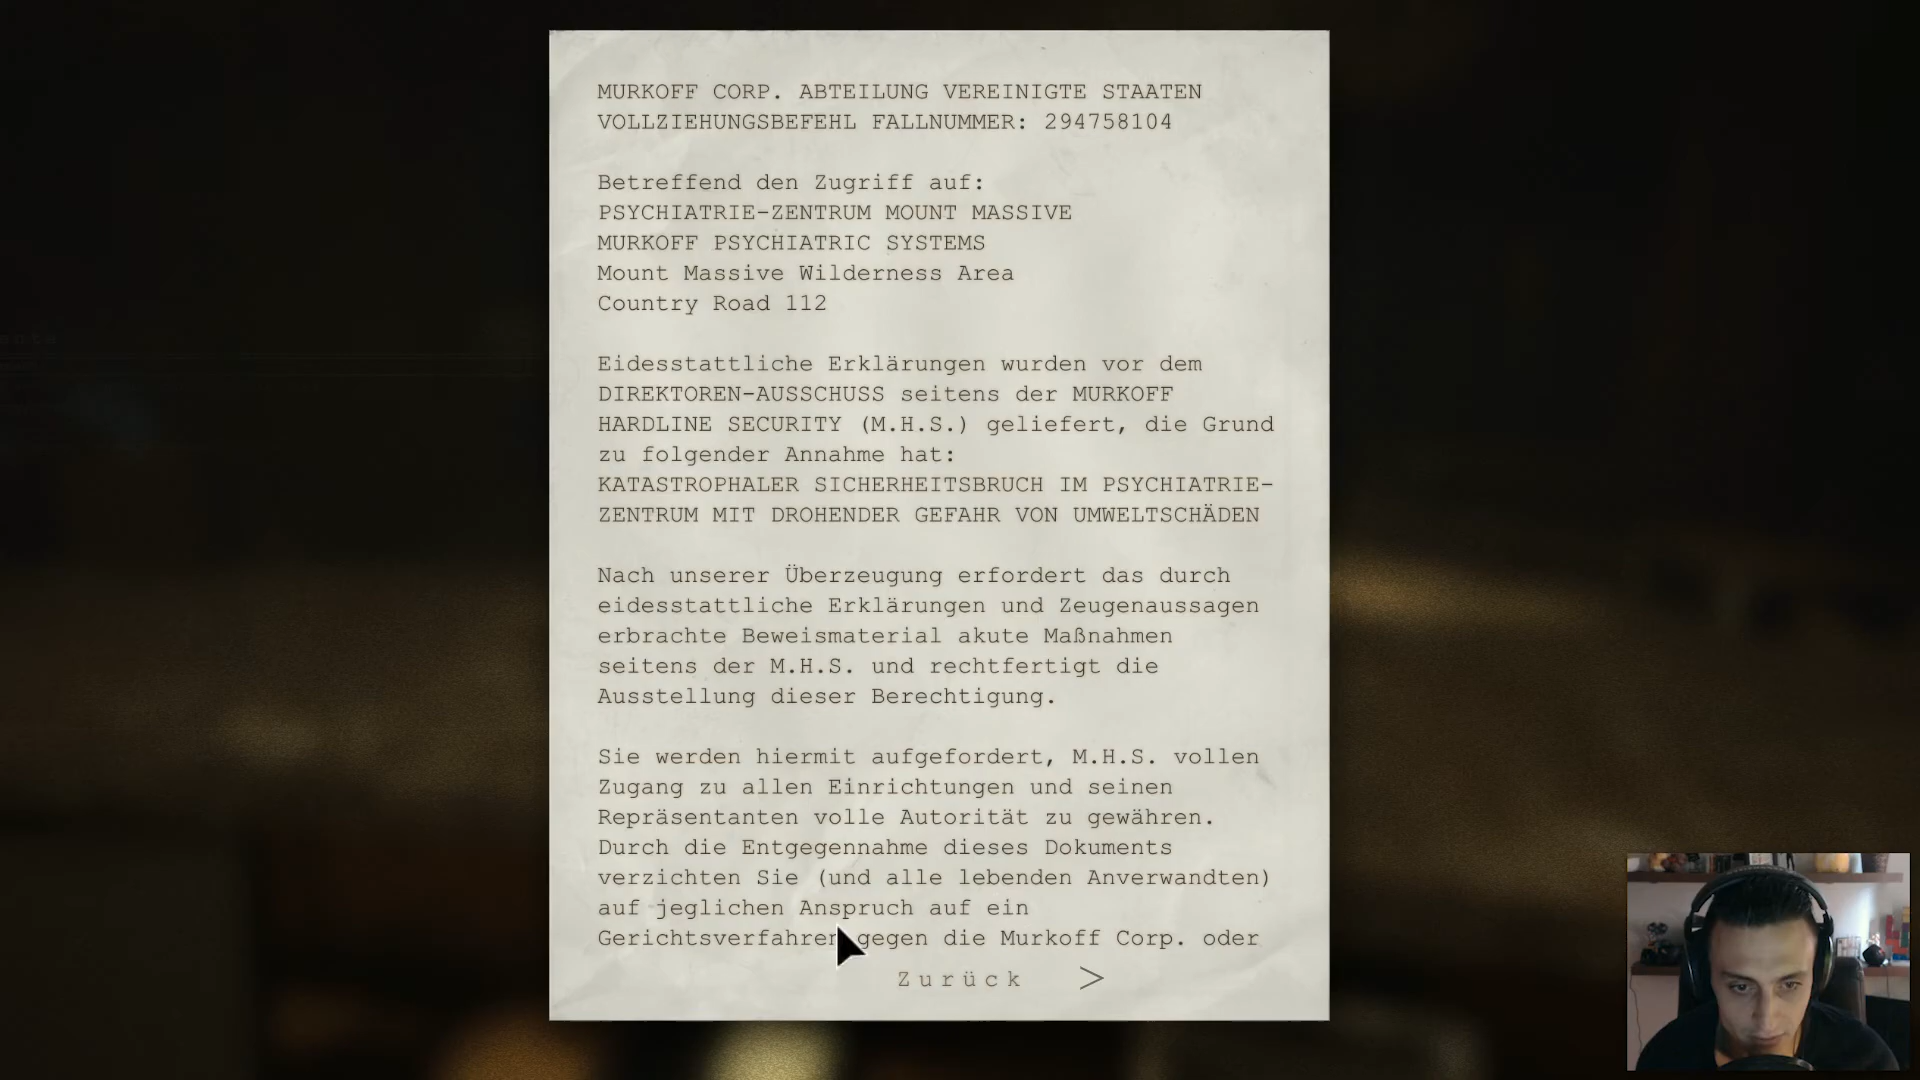 MURKOFF CORP. ABTEILUNG VEREINIGTE STAATEN
VOLLZIEHUNGSBEFEHL FALLNUMMER: 294758104
Betreffend den Zugriff auf:
PSYCHIATRIE-ZENTRUM MOUNT MASSIVE
MURKOFF PSYCHIATRIC SYSTEMS
Mount Massive Wilderness Area
Country Road 112
Eidesstattliche Erklärungen wurden vor dem
DIREKTOREN-AUSSCHUSS seitens der MURKOFF
HARDLINE SECURITY (M.H.S.) geliefert, die Grund
zu folgender Annahme hat:
KATASTROPHALER SICHERHEITSBRUCH IM PSYCHIATRIE-
ZENTRUM MIT DROHENDER GEFAHR VON UMWELTSCHÄDEN
Nach unserer Überzeugung erfordert das durch
eidesstattliche Erklärungen und Zeugenaussagen
erbrachte Beweismaterial akute Maßnahmen
seitens der M.H.S. und rechtfertigt die
Ausstellung dieser Berechtigung.
Sie werden hiermit aufgefordert, M.H.S. vollen
Zugang zu allen Einrichtungen und seinen
Repräsentanten volle Autorität zu gewähren.
Durch die Entgegennahme dieses Dokuments
verzichten Sie (und alle lebenden Anverwandten)
auf jeglichen Anspruch auf ein
Gerichtsverfahren gegen die Murkoff Corp. oder
Zurück >